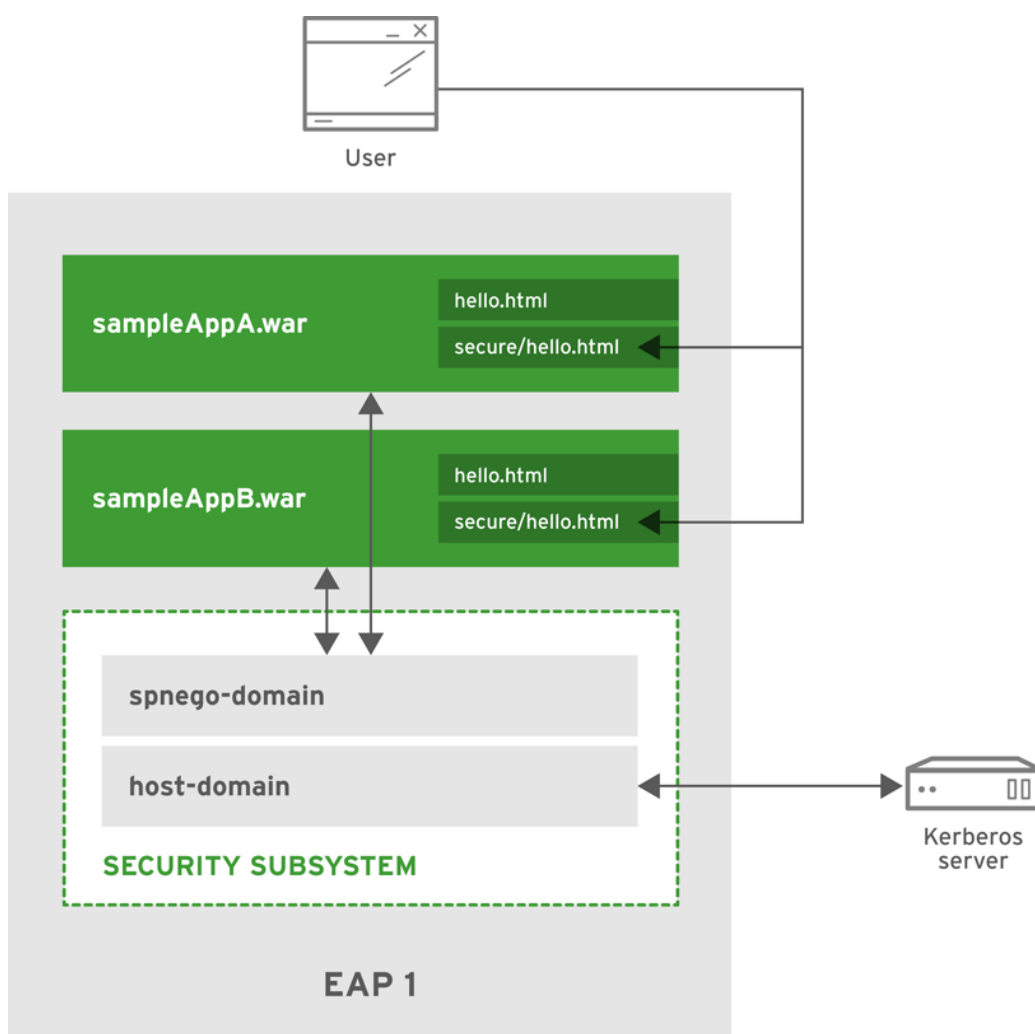 User
sampleAppA.war
hello.html
secure/hello.html
sampleAppB.war
hello.html
secure/hello.html
spnego-domain
host-domain
SECURITY SUBSYSTEM
Kerberos
server
EAP 1